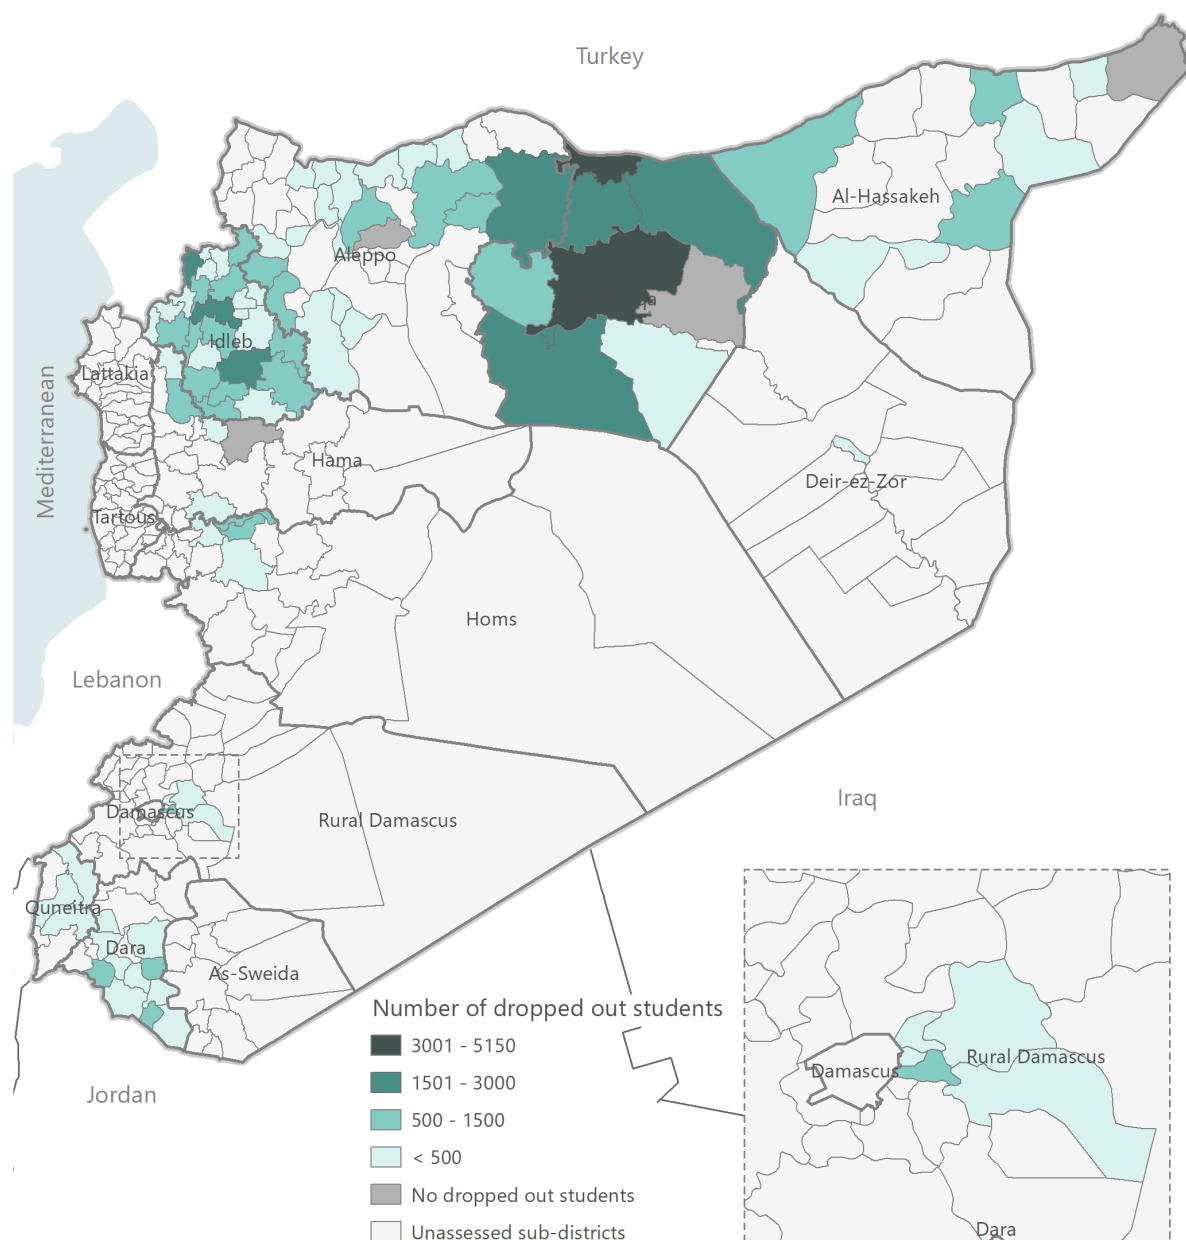 Turkey
Al-Hassakeh
Aleppo
Idleb
Lattakia
Mediterranean
Hama
Deir-ez-Zor
Tartous
Homs
Lebanon
Iraq
Damascus
Rural Damascus
Quneitra
Dara
As-Sweida
Jordan
Number of dropped out students
3001 - 5150
1501 - 3000
500 - 1500
< 500
No dropped out students
Unassessed sub-districts
Rural Damascus
Damascus
Dara